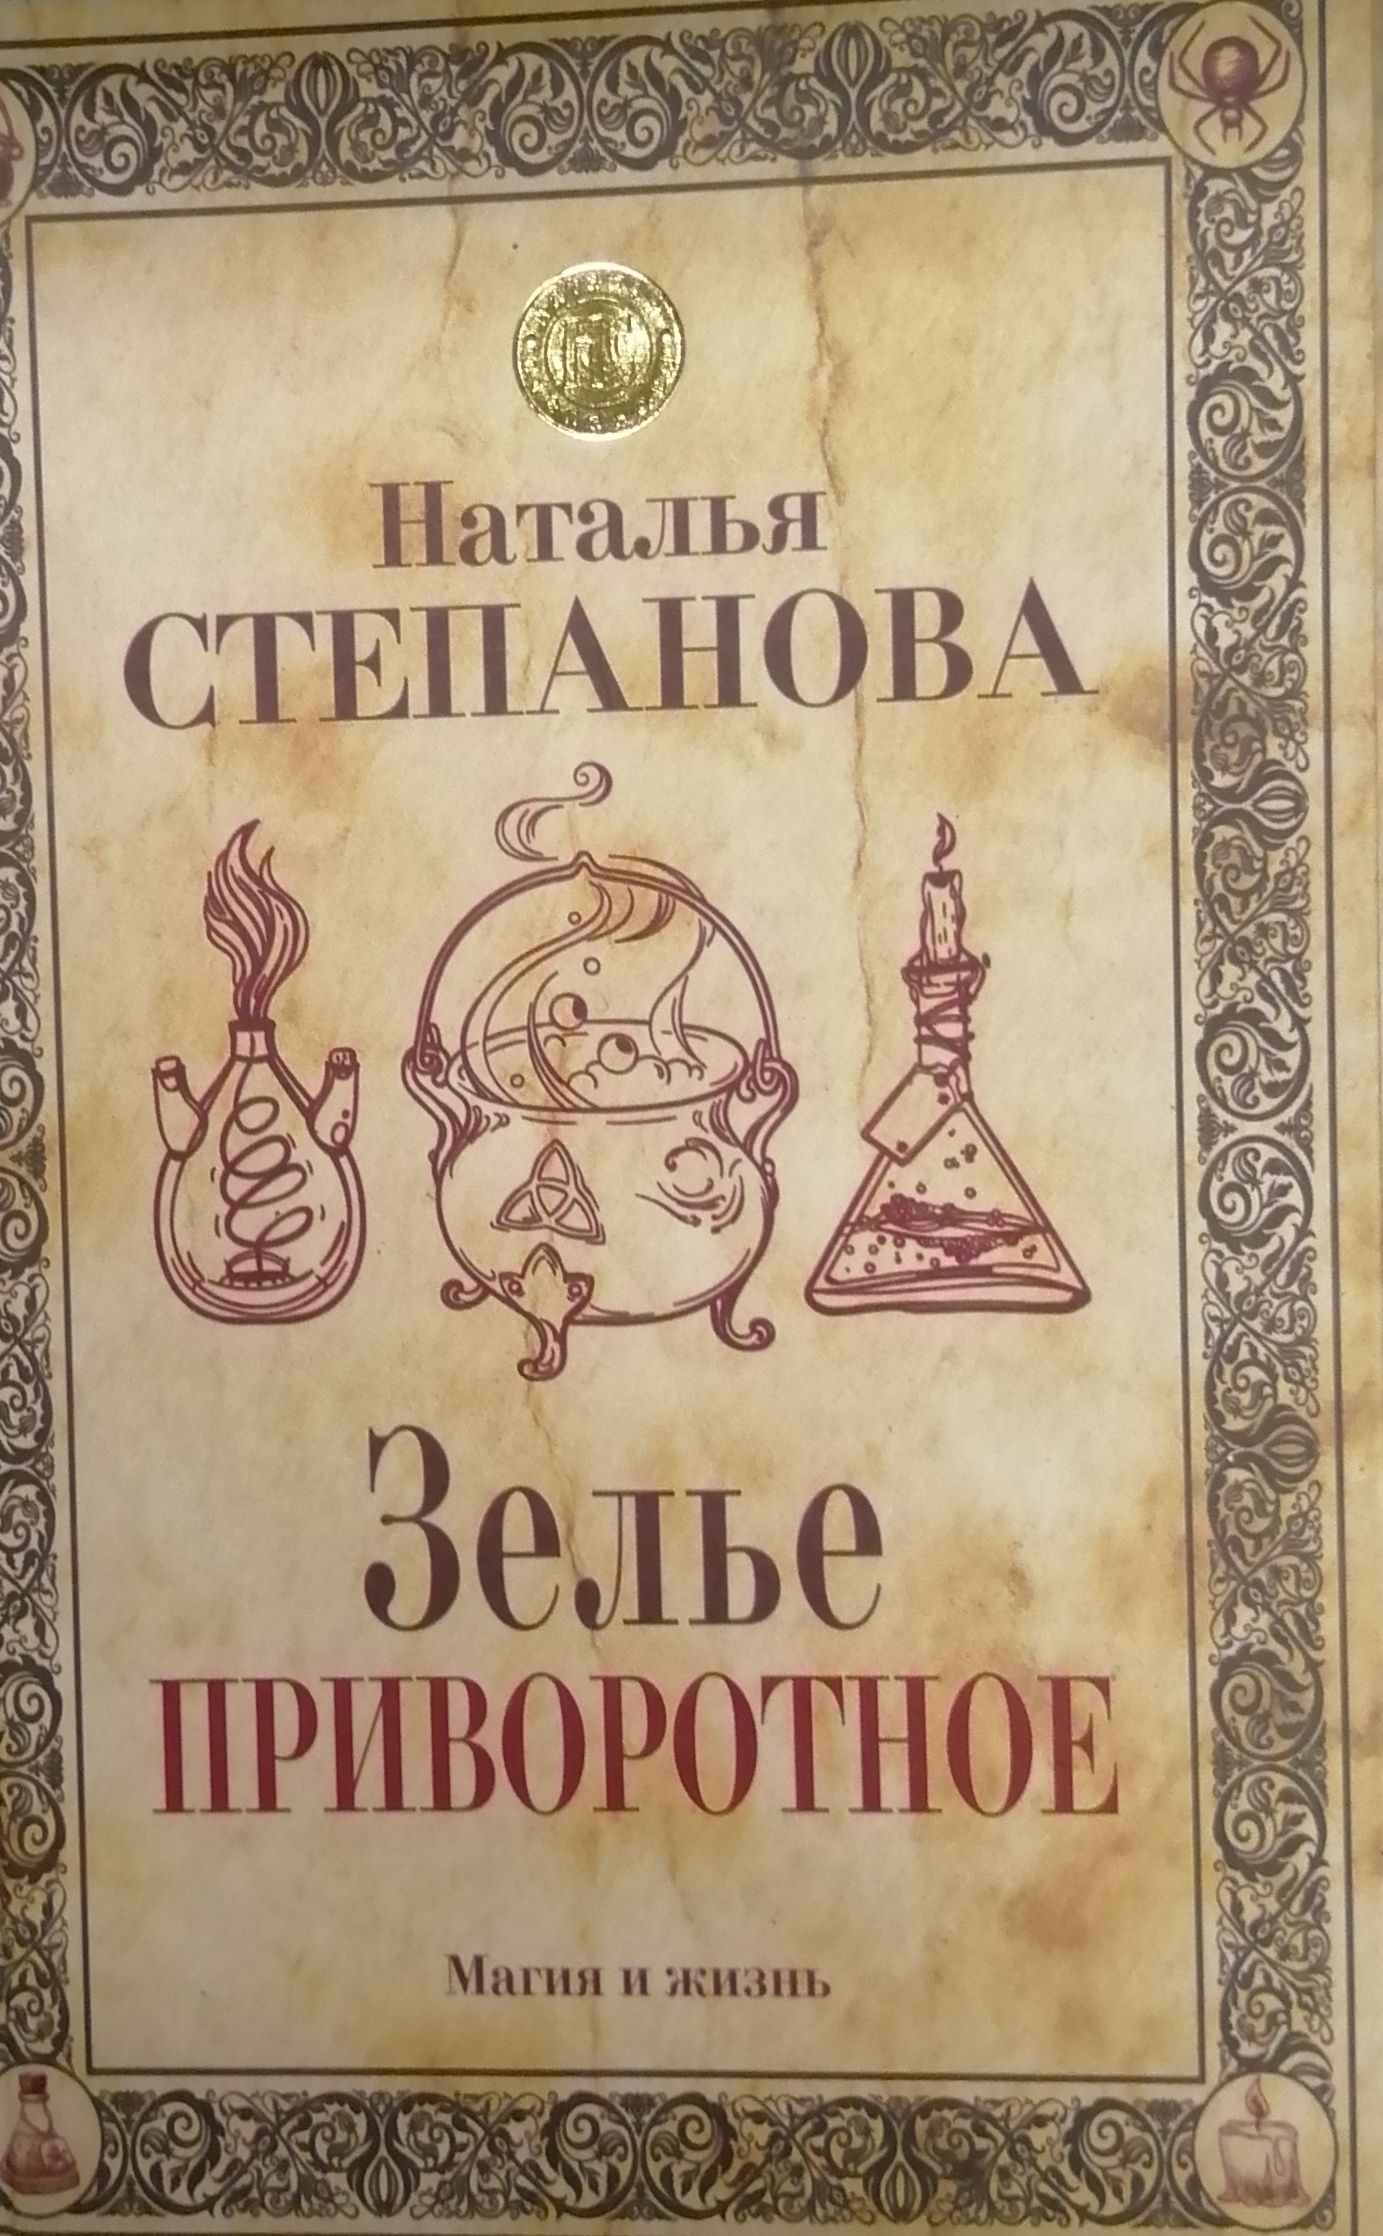 Наталья
СТЕПАНОВА
Зелье
ПРИВОРОТНОЕ
Магия и жизнь